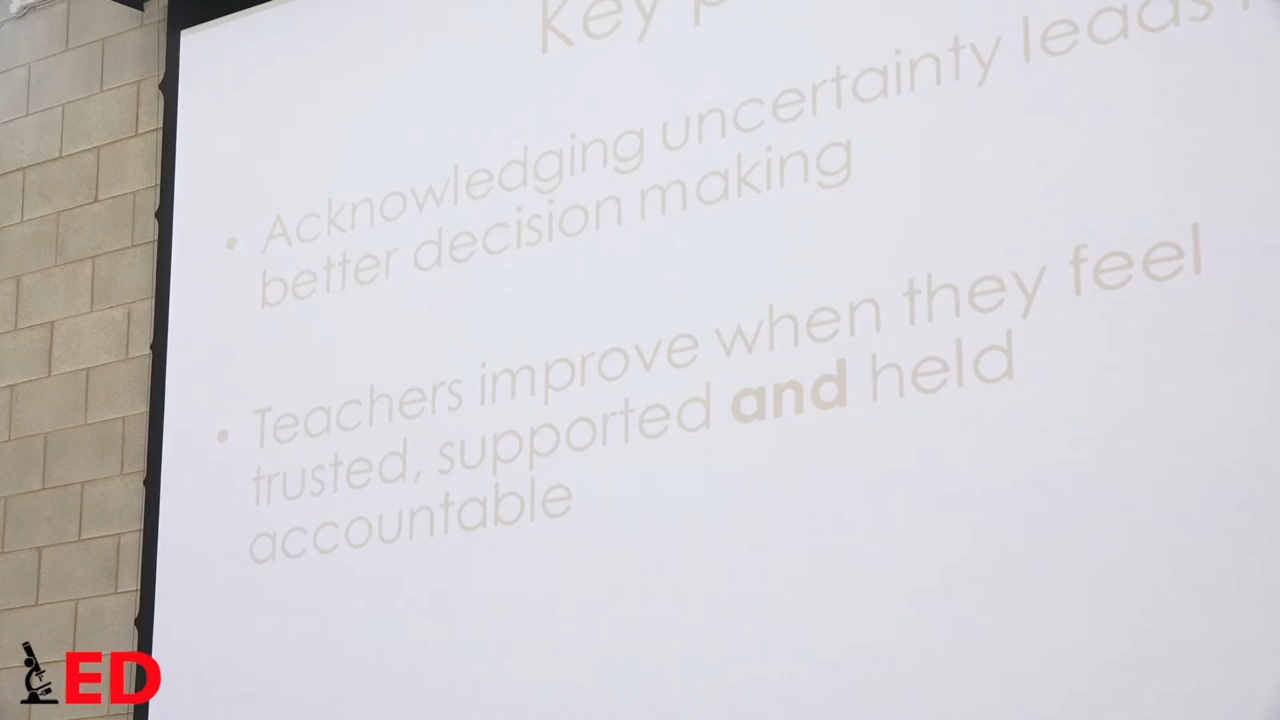 Key
Acknowledging uncertainty leads
better decision making
Teachers improve when they feel
trusted, supported and held
accountable
ED